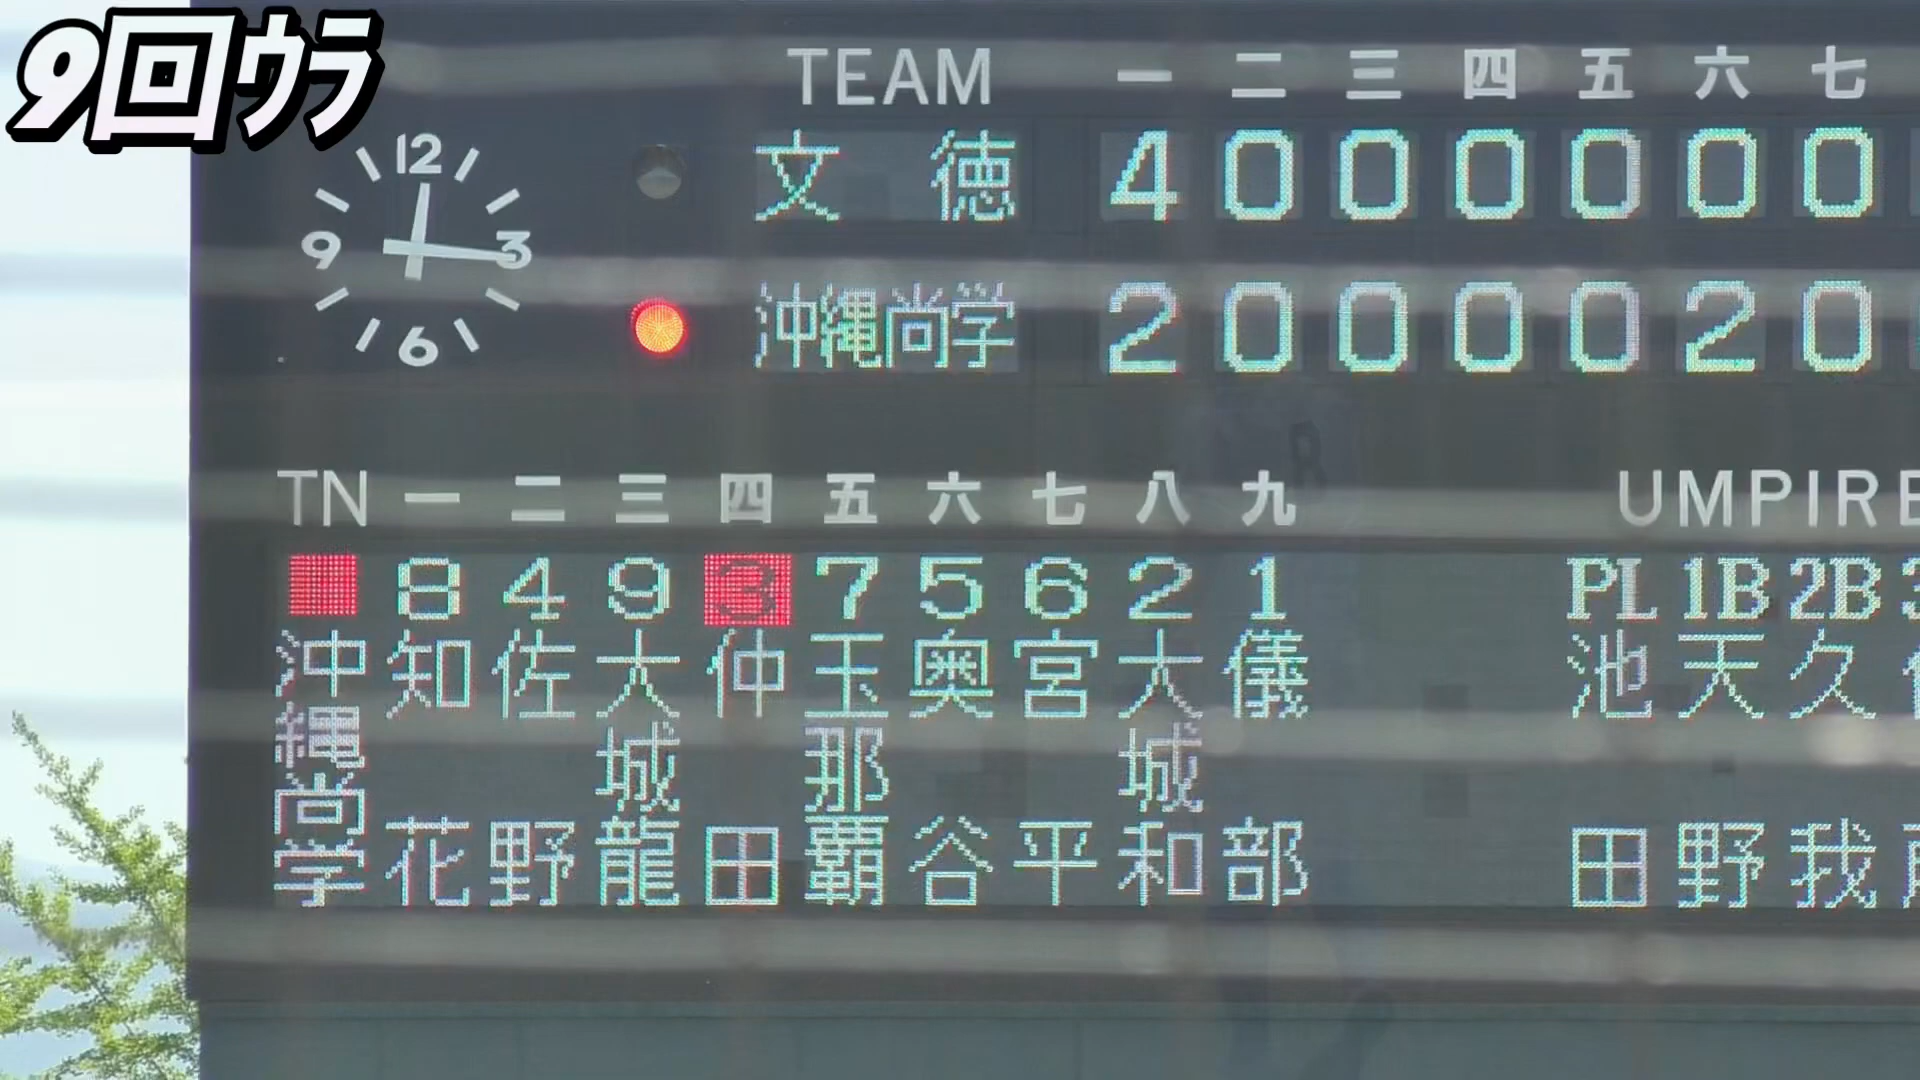 9回ウラ
TEAM 一 二 三 四 五 六 七
文徳 4 0 0 0 0 0 0
沖縄尚学 2 0 0 0 0 2 0
12
3
6
9
TN 一 二 三 四 五 六 七 八 九
8 4 9 3 7 5 6 2 1
沖縄尚学
知花
佐野
大城龍
仲田
玉那覇
奥谷
宮平
大城和
儀部
UMPIRE
PL 1B 2B 3
池田
天野
久我